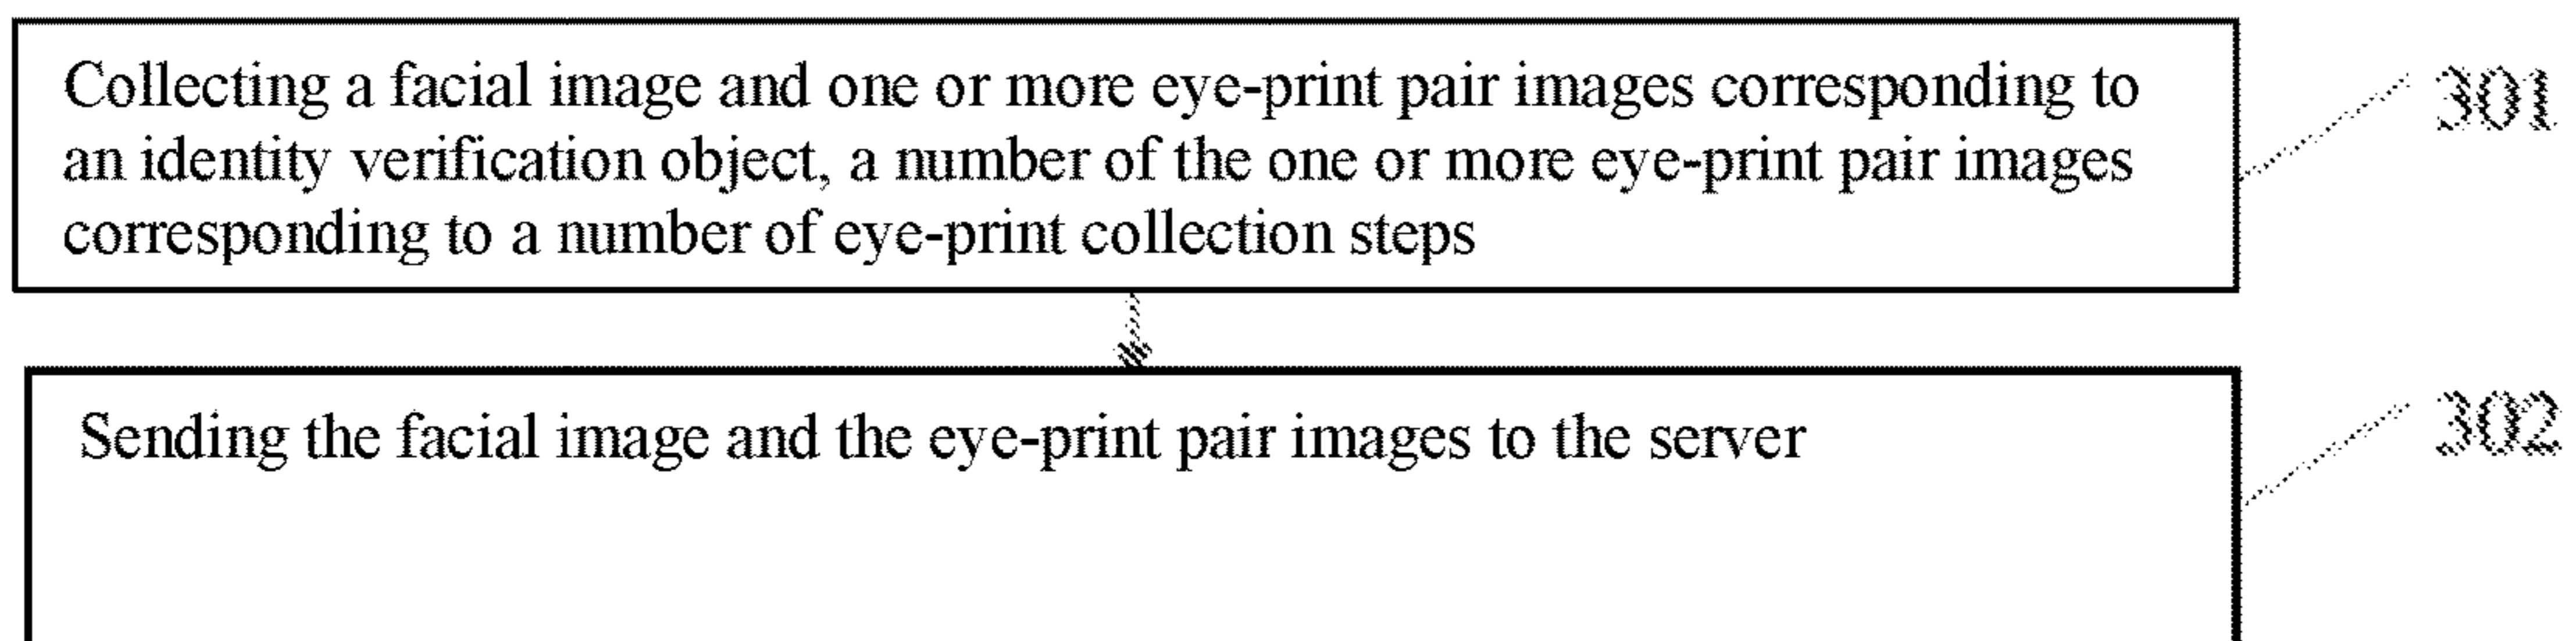 Collecting a facial image and one or more eye-print pair images corresponding to
an identity verification object, a number of the one or more eye-print pair images
corresponding to a number of eye-print collection steps
301
Sending the facial image and the eye-print pair images to the server
302